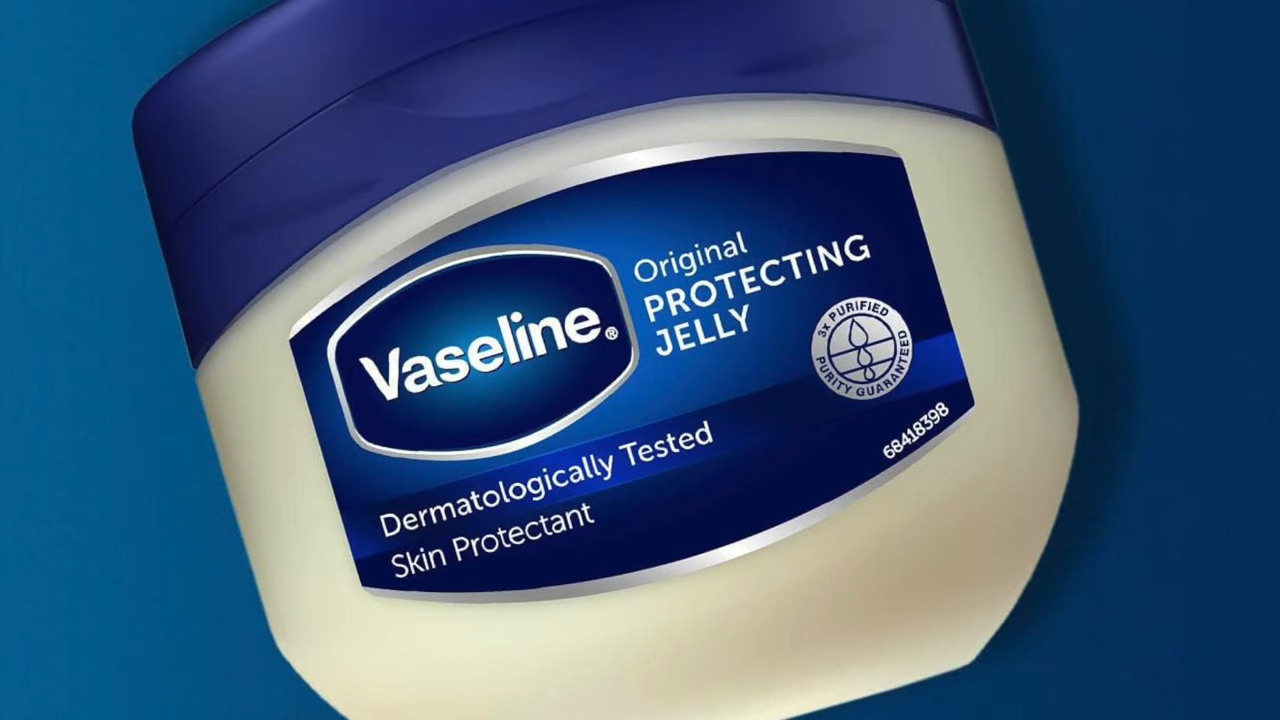 Vaseline®
Original
PROTECTING
JELLY
3x PURIFIED
PURITY GUARANTEED
Dermatologically Tested
Skin Protectant
68418398